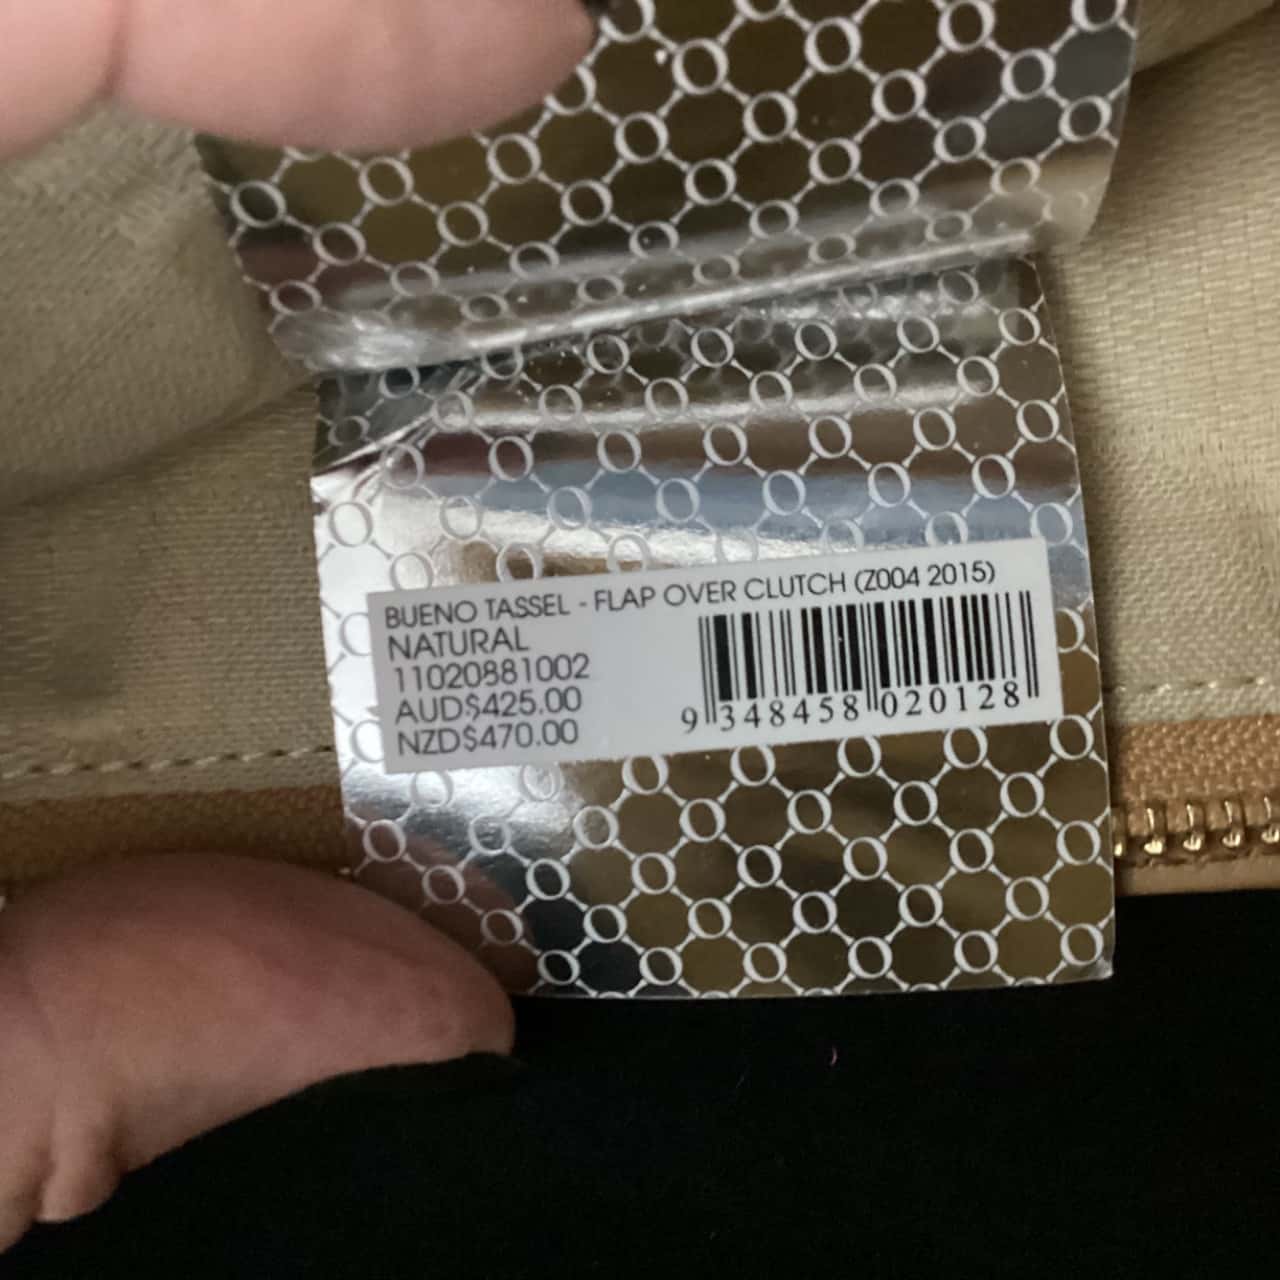 BUENO TASSEL - FLAP OVER CLUTCH (Z004 2015)
NATURAL
11020881002
AUD$425.00
NZD$470.00
9 348458 020128